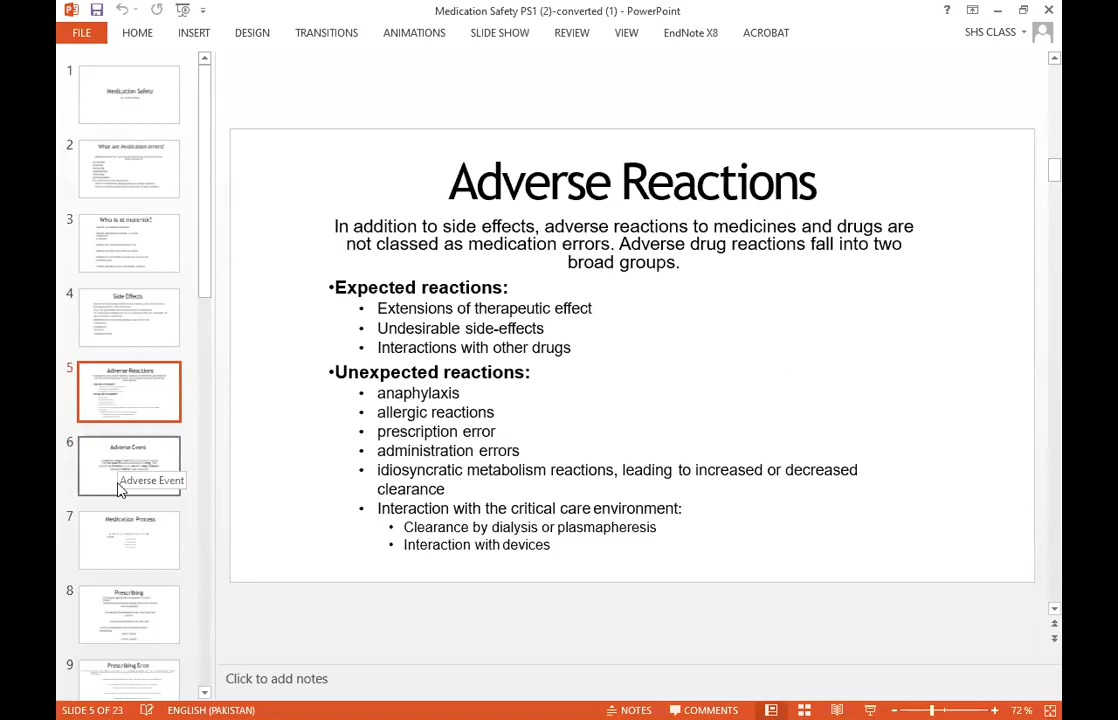 Medication Safety PS1 (2)-converted (1) - PowerPoint
FILE HOME INSERT DESIGN TRANSITIONS ANIMATIONS SLIDE SHOW REVIEW VIEW EndNote X8 ACROBAT SHS CLASS
1
Medication Safety
2
What are medication errors?
3
Who is at more risk?
4
Side Effects
5
Adverse Reactions
6
Adverse Event
Adverse Event
7
Medication Process
8
Prescribing
9
Prescribing Error
Adverse Reactions
In addition to side effects, adverse reactions to medicines and drugs are
not classed as medication errors. Adverse drug reactions fall into two
broad groups.
•Expected reactions:
• Extensions of therapeutic effect
• Undesirable side-effects
• Interactions with other drugs
•Unexpected reactions:
• anaphylaxis
• allergic reactions
• prescription error
• administration errors
• idiosyncratic metabolism reactions, leading to increased or decreased
clearance
• Interaction with the critical care environment:
• Clearance by dialysis or plasmapheresis
• Interaction with devices
Click to add notes
SLIDE 5 OF 23 ENGLISH (PAKISTAN) NOTES COMMENTS 72 %